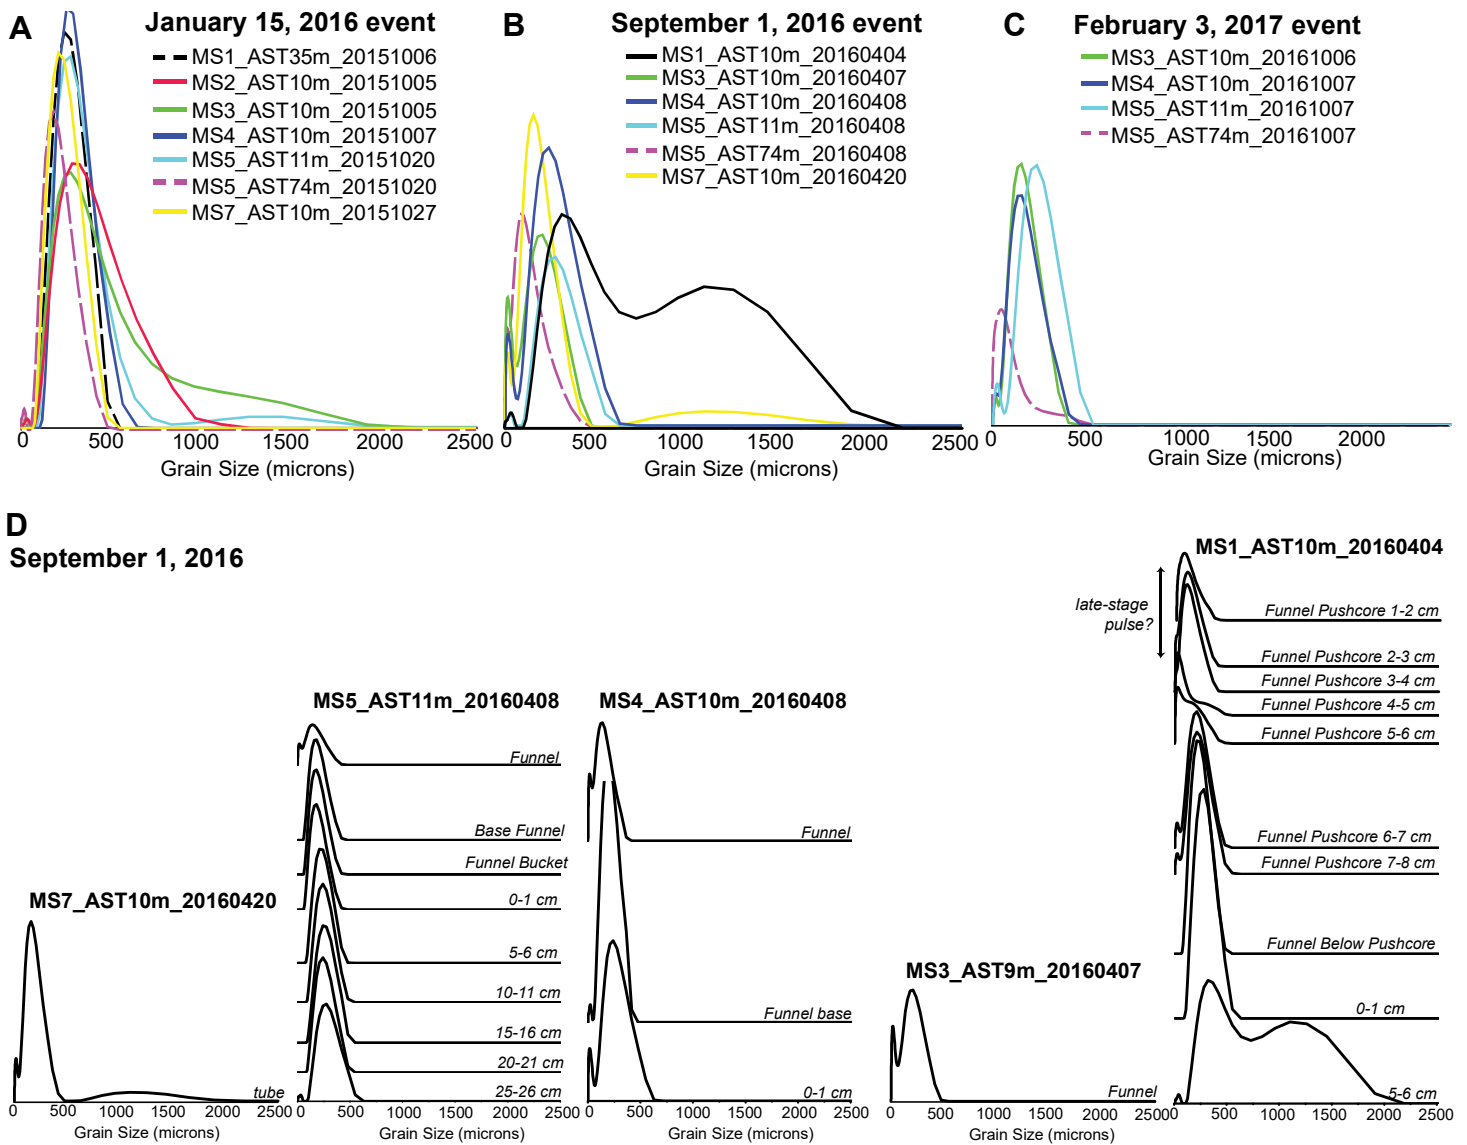 A
January 15, 2016 event
MS1_AST35m_20151006
MS2_AST10m_20151005
MS3_AST10m_20151005
MS4_AST10m_20151007
MS5_AST11m_20151020
MS5_AST74m_20151020
MS7_AST10m_20151027
0 500 1000 1500 2000 2500
Grain Size (microns)
B
September 1, 2016 event
MS1_AST10m_20160404
MS3_AST10m_20160407
MS4_AST10m_20160408
MS5_AST11m_20160408
MS5_AST74m_20160408
MS7_AST10m_20160420
0 500 1000 1500 2000 2500
Grain Size (microns)
C
February 3, 2017 event
MS3_AST10m_20161006
MS4_AST10m_20161007
MS5_AST11m_20161007
MS5_AST74m_20161007
0 500 1000 1500 2000
Grain Size (microns)
D
September 1, 2016
MS7_AST10m_20160420
tube
0 500 1000 1500 2000 2500
Grain Size (microns)
MS5_AST11m_20160408
Funnel
Base Funnel
Funnel Bucket
0-1 cm
5-6 cm
10-11 cm
15-16 cm
20-21 cm
25-26 cm
0 500 1000 1500 2000 2500
Grain Size (microns)
MS4_AST10m_20160408
Funnel
Funnel base
0-1 cm
0 500 1000 1500 2000 2500
Grain Size (microns)
MS3_AST9m_20160407
Funnel
0 500 1000 1500 2000 2500
Grain Size (microns)
MS1_AST10m_20160404
late-stage
pulse?
Funnel Pushcore 1-2 cm
Funnel Pushcore 2-3 cm
Funnel Pushcore 3-4 cm
Funnel Pushcore 4-5 cm
Funnel Pushcore 5-6 cm
Funnel Pushcore 6-7 cm
Funnel Pushcore 7-8 cm
Funnel Below Pushcore
0-1 cm
5-6 cm
0 500 1000 1500 2000 2500
Grain Size (microns)